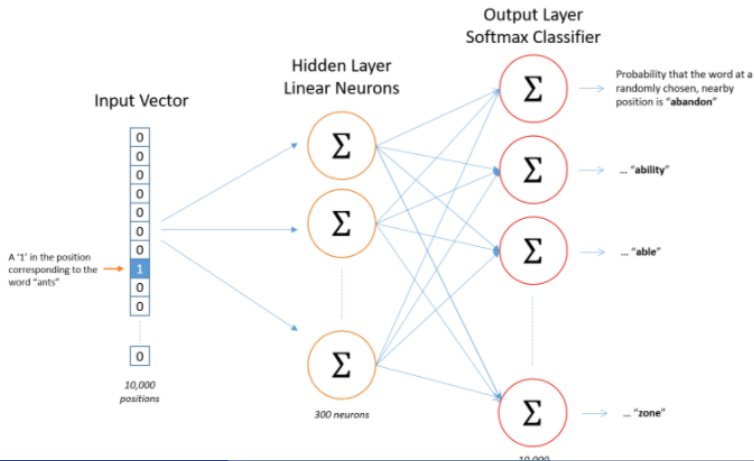 Output Layer
Softmax Classifier
Hidden Layer
Linear Neurons
Input Vector
0
0
0
0
0
0
0
1
0
0
0
A ‘1’ in the position
corresponding to the
word “ants”
10,000
positions
Σ
Σ
Σ
300 neurons
Σ
Σ
Σ
Σ
10,000
Probability that the word at a
randomly chosen, nearby
position is “abandon”
... “ability”
... “able”
... “zone”